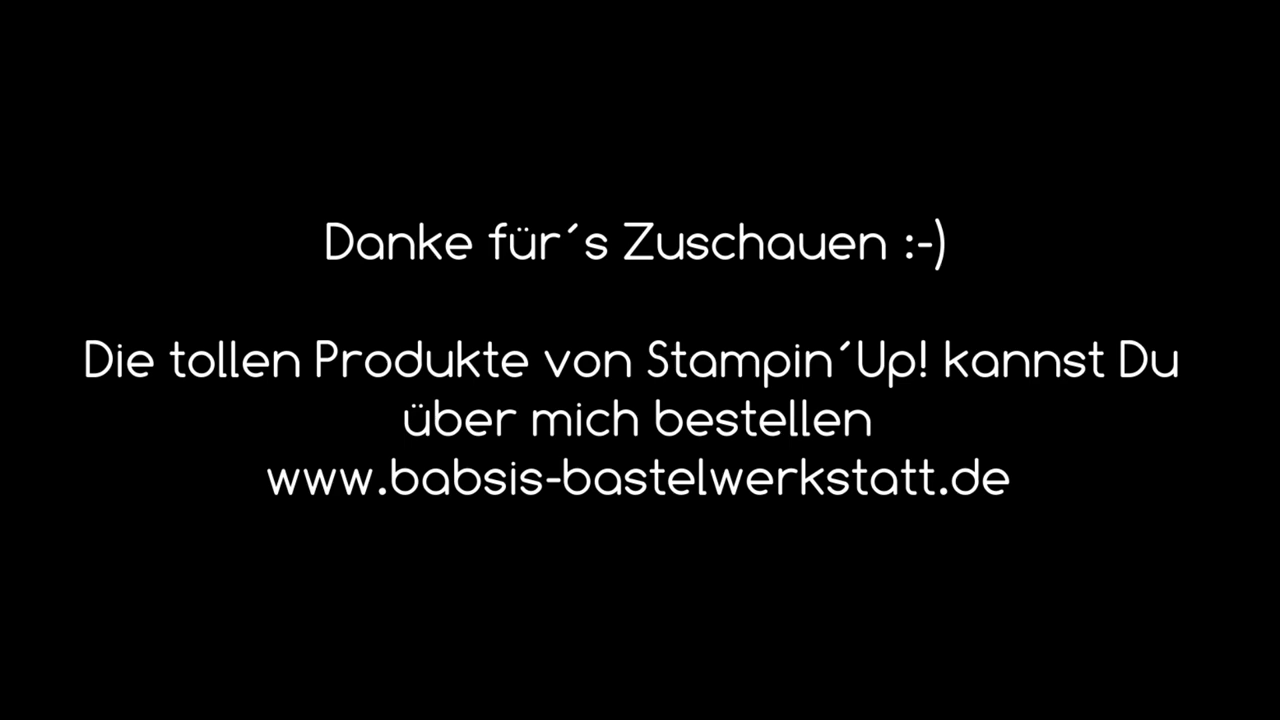 Danke für´s Zuschauen :-)
Die tollen Produkte von Stampin´Up! kannst Du
über mich bestellen
www.babsis-bastelwerkstatt.de